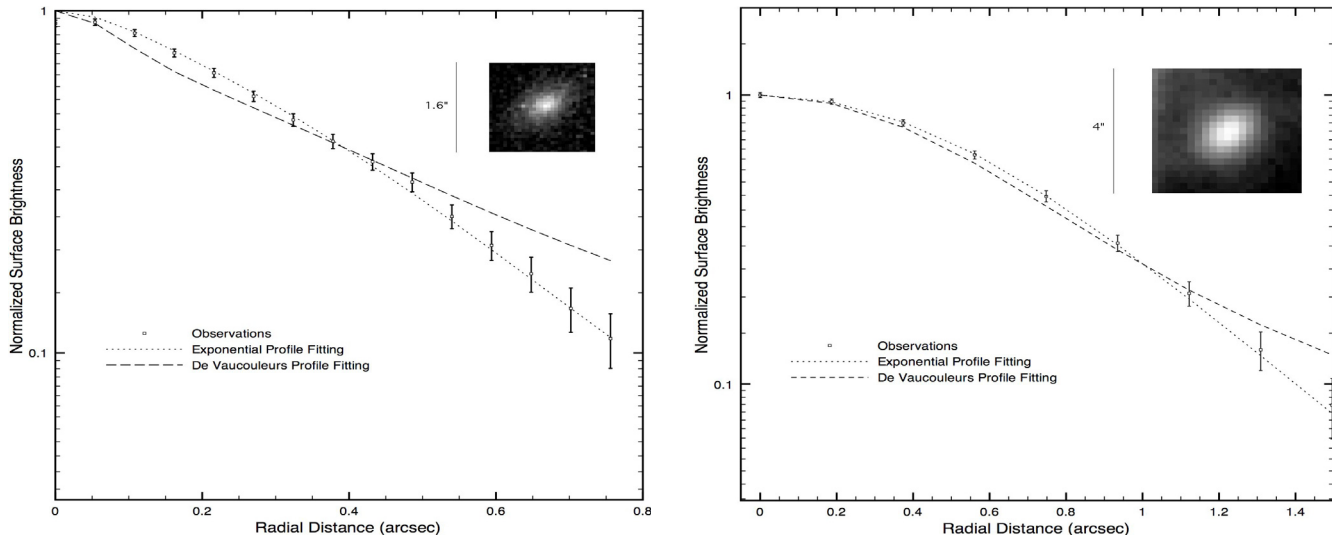 1
0.1
Normalized Surface Brightness
1.6"
Observations
Exponential Profile Fitting
De Vaucouleurs Profile Fitting
0
0.2
0.4
0.6
0.8
Radial Distance (arcsec)
1
0.1
Normalized Surface Brightness
4"
Observations
Exponential Profile Fitting
De Vaucouleurs Profile Fitting
0
0.2
0.4
0.6
0.8
1
1.2
1.4
Radial Distance (arcsec)